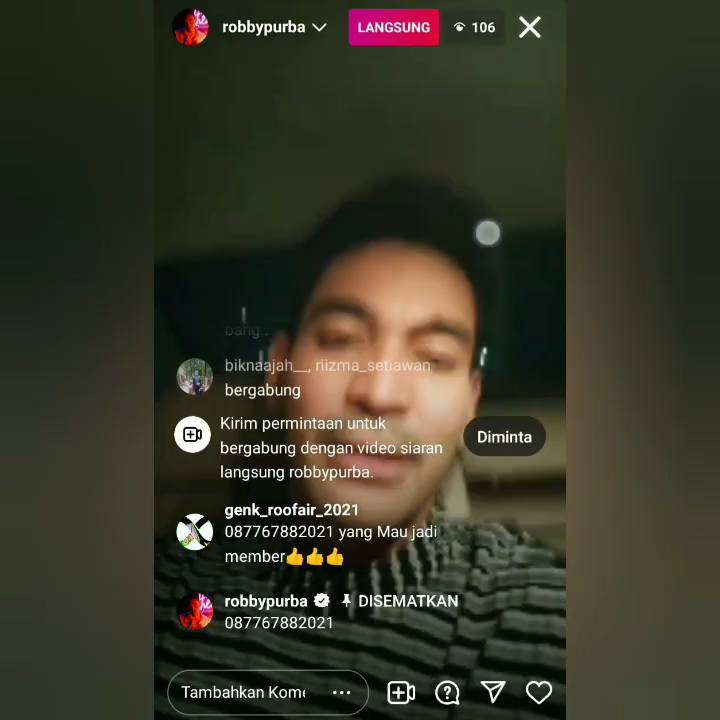 robbypurba
LANGSUNG
106
bang..
biknaajah__, riizma_setiawan
bergabung
Kirim permintaan untuk
bergabung dengan video siaran
langsung robbypurba.
Diminta
genk_roofair_2021
087767882021 yang Mau jadi
member👍👍👍
robbypurba DISEMATKAN
087767882021
Tambahkan Kome